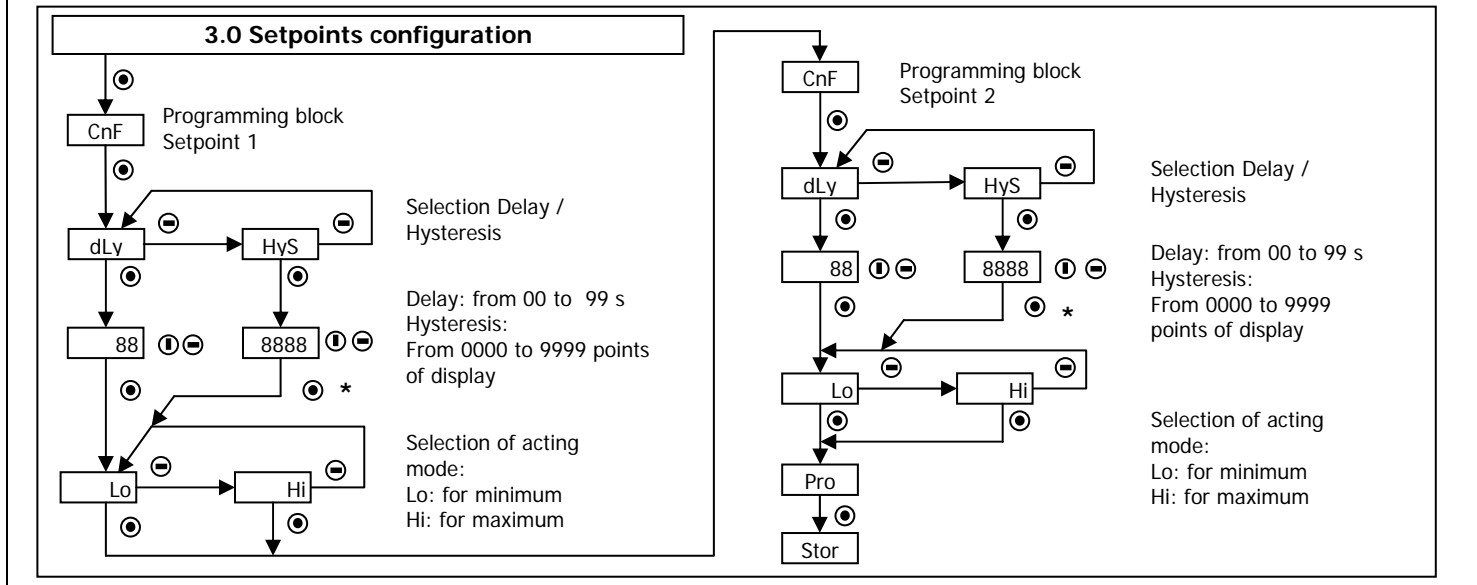 3.0 Setpoints configuration
CnF
Programming block
Setpoint 1
dLy
HyS
Selection Delay /
Hysteresis
88
8888
Delay: from 00 to 99 s
Hysteresis:
From 0000 to 9999 points
of display
*
Lo
Hi
Selection of acting
mode:
Lo: for minimum
Hi: for maximum
CnF
Programming block
Setpoint 2
dLy
HyS
Selection Delay /
Hysteresis
88
8888
Delay: from 00 to 99 s
Hysteresis:
From 0000 to 9999
points of display
*
Lo
Hi
Selection of acting
mode:
Lo: for minimum
Hi: for maximum
Pro
Stor